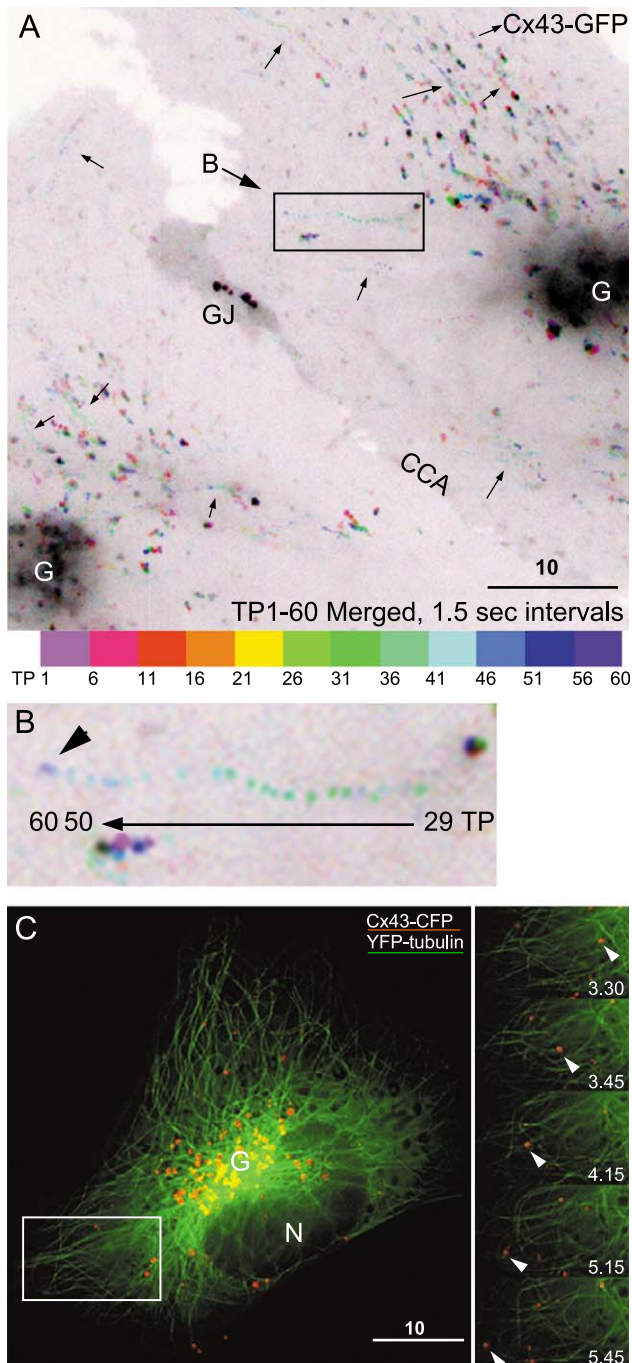 A
Cx43-GFP
B
G
GJ
CCA
G
10
TP1-60 Merged, 1.5 sec intervals
TP 1 6 11 16 21 26 31 36 41 46 51 56 60
B
60 50 29 TP
C
Cx43-CFP
YFP-tubulin
G
N
10
3.30
3.45
4.15
5.15
5.45